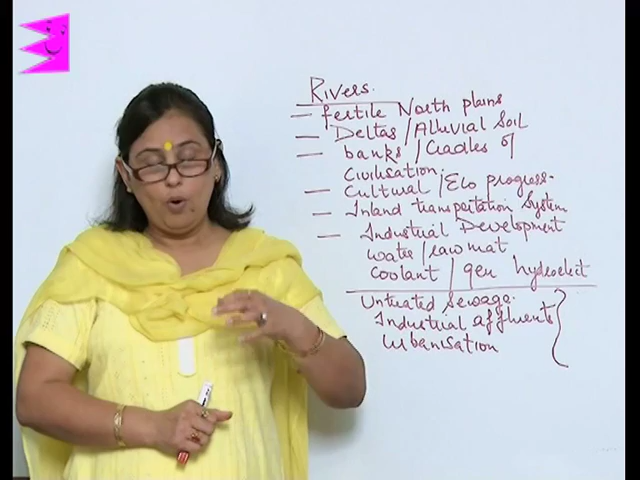 Rivers.
— fertile North plains
— Deltas / Alluvial Soil
— banks / Cradles of
Civilisation.
— Cultural / Eco progress.
— Inland transportation System
— Industrial Development
water / raw mat
coolant / gen hydroelect
Untreated Sewage.
Industrial affluents
Urbanisation